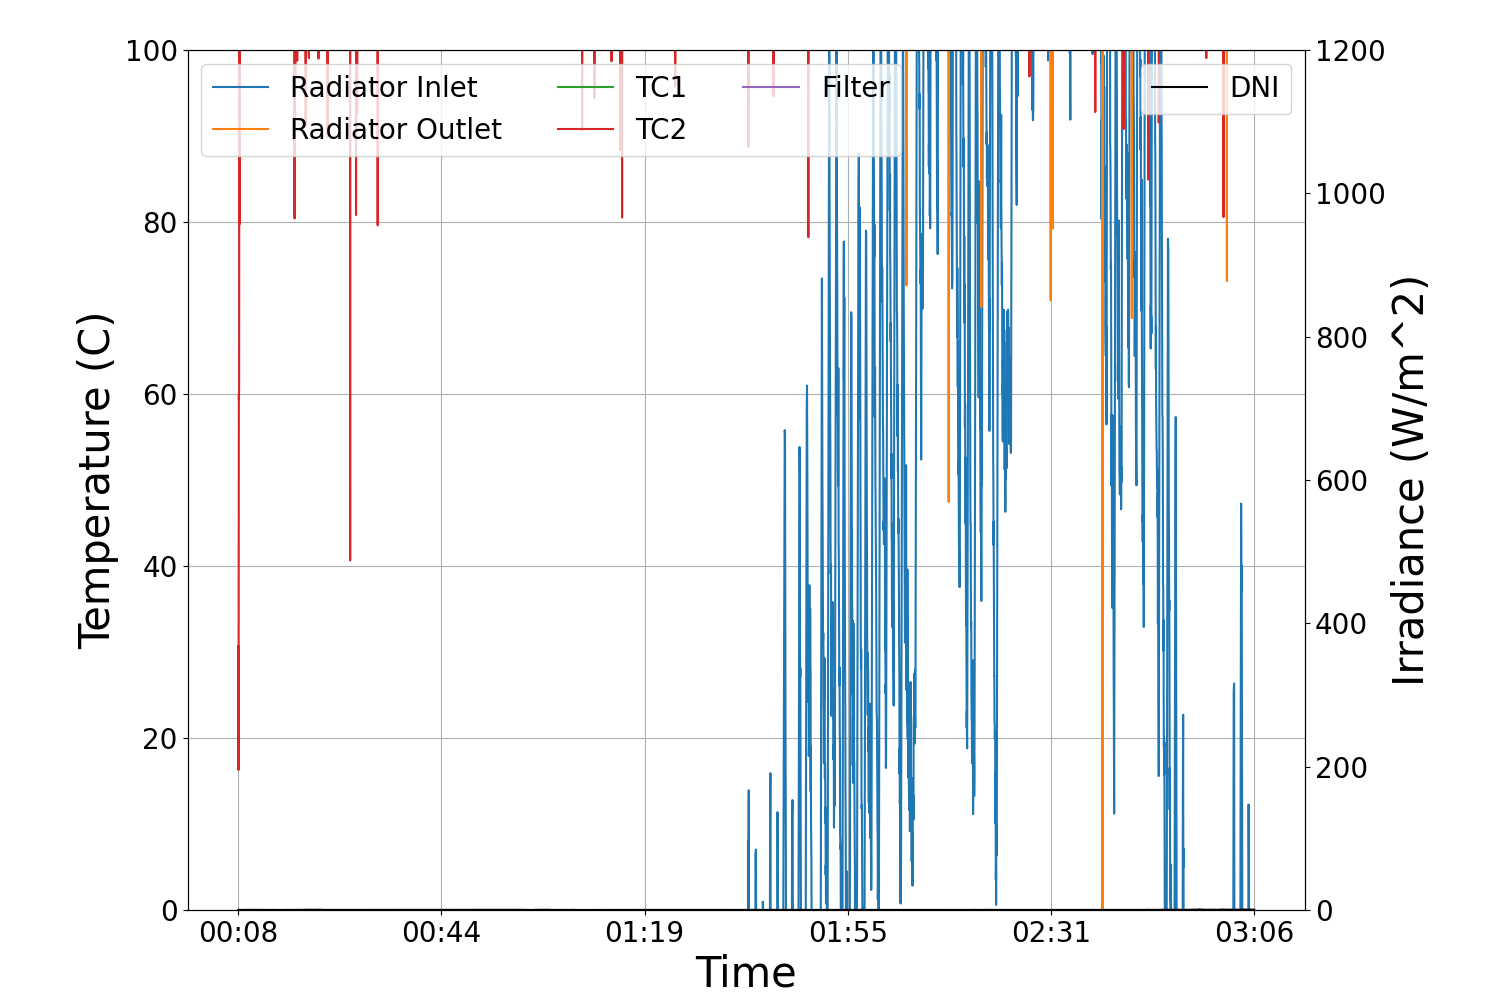 100
80
60
40
20
0
Temperature (C)
Radiator Inlet
Radiator Outlet
TC1
TC2
Filter
DNI
1200
1000
800
600
400
200
0
Irradiance (W/m^2)
00:08 00:44 01:19 01:55 02:31 03:06
Time